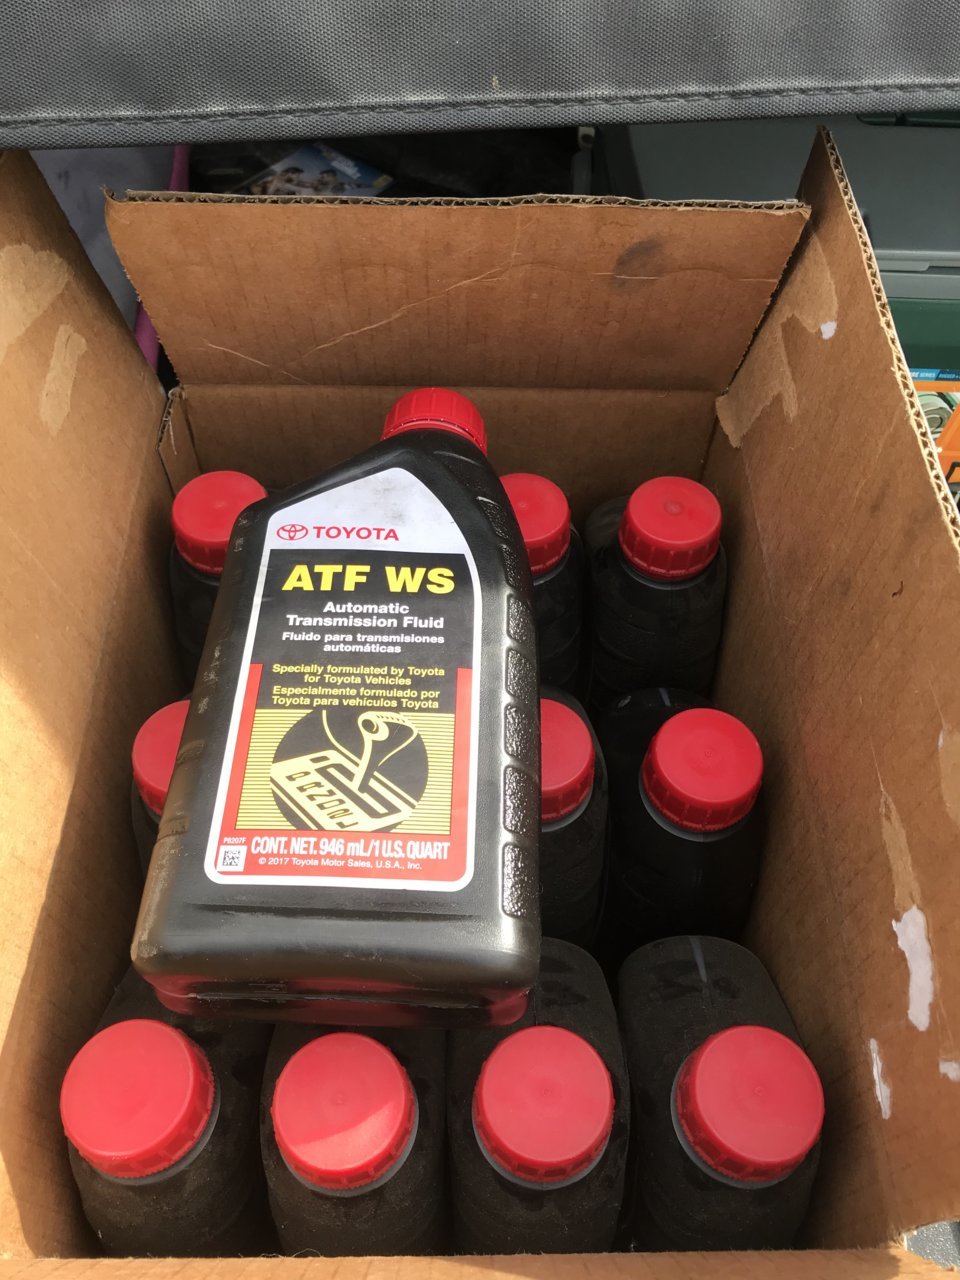 TOYOTA
ATF WS
Automatic
Transmission Fluid
Fluido para transmisiones
automáticas
Specially formulated by Toyota
for Toyota Vehicles
Especialmente formulado por
Toyota para vehículos Toyota
P8207F
CONT. NET. 946 mL/1 U.S. QUART
© 2017 Toyota Motor Sales, U.S.A., Inc.